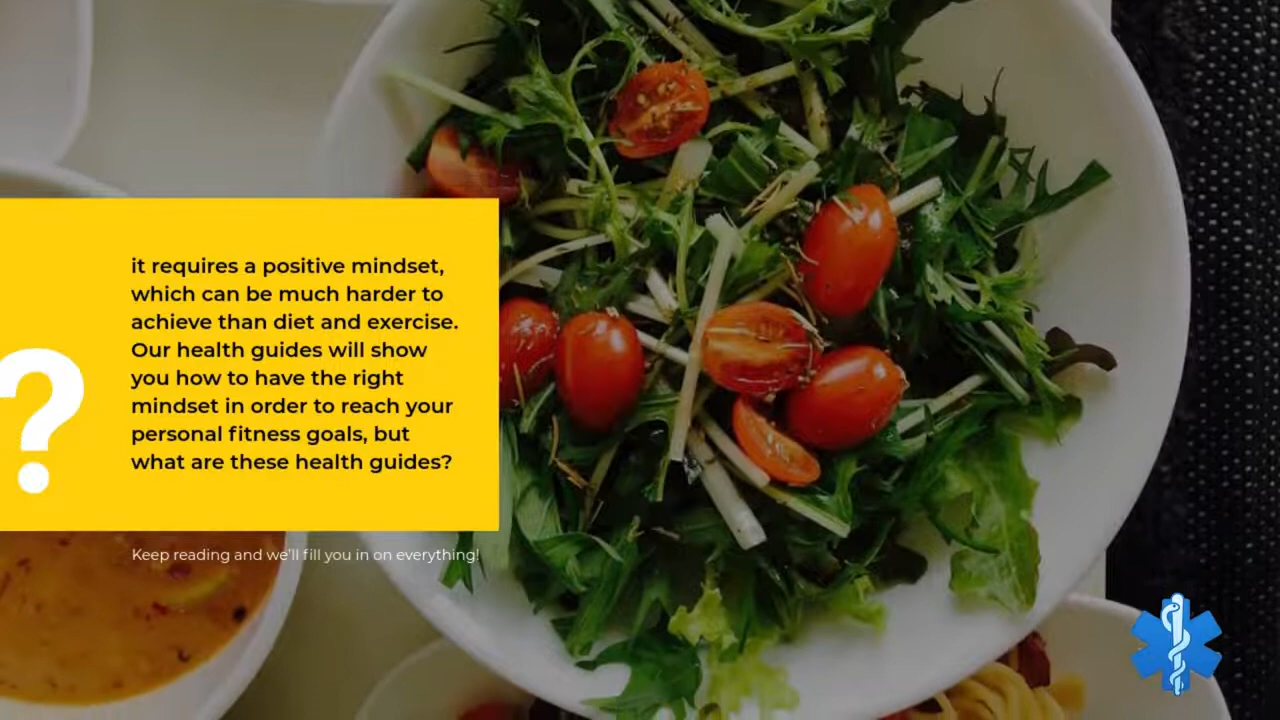 it requires a positive mindset,
which can be much harder to
achieve than diet and exercise.
Our health guides will show
you how to have the right
mindset in order to reach your
personal fitness goals, but
what are these health guides?
?
Keep reading and we'll fill you in on everything!